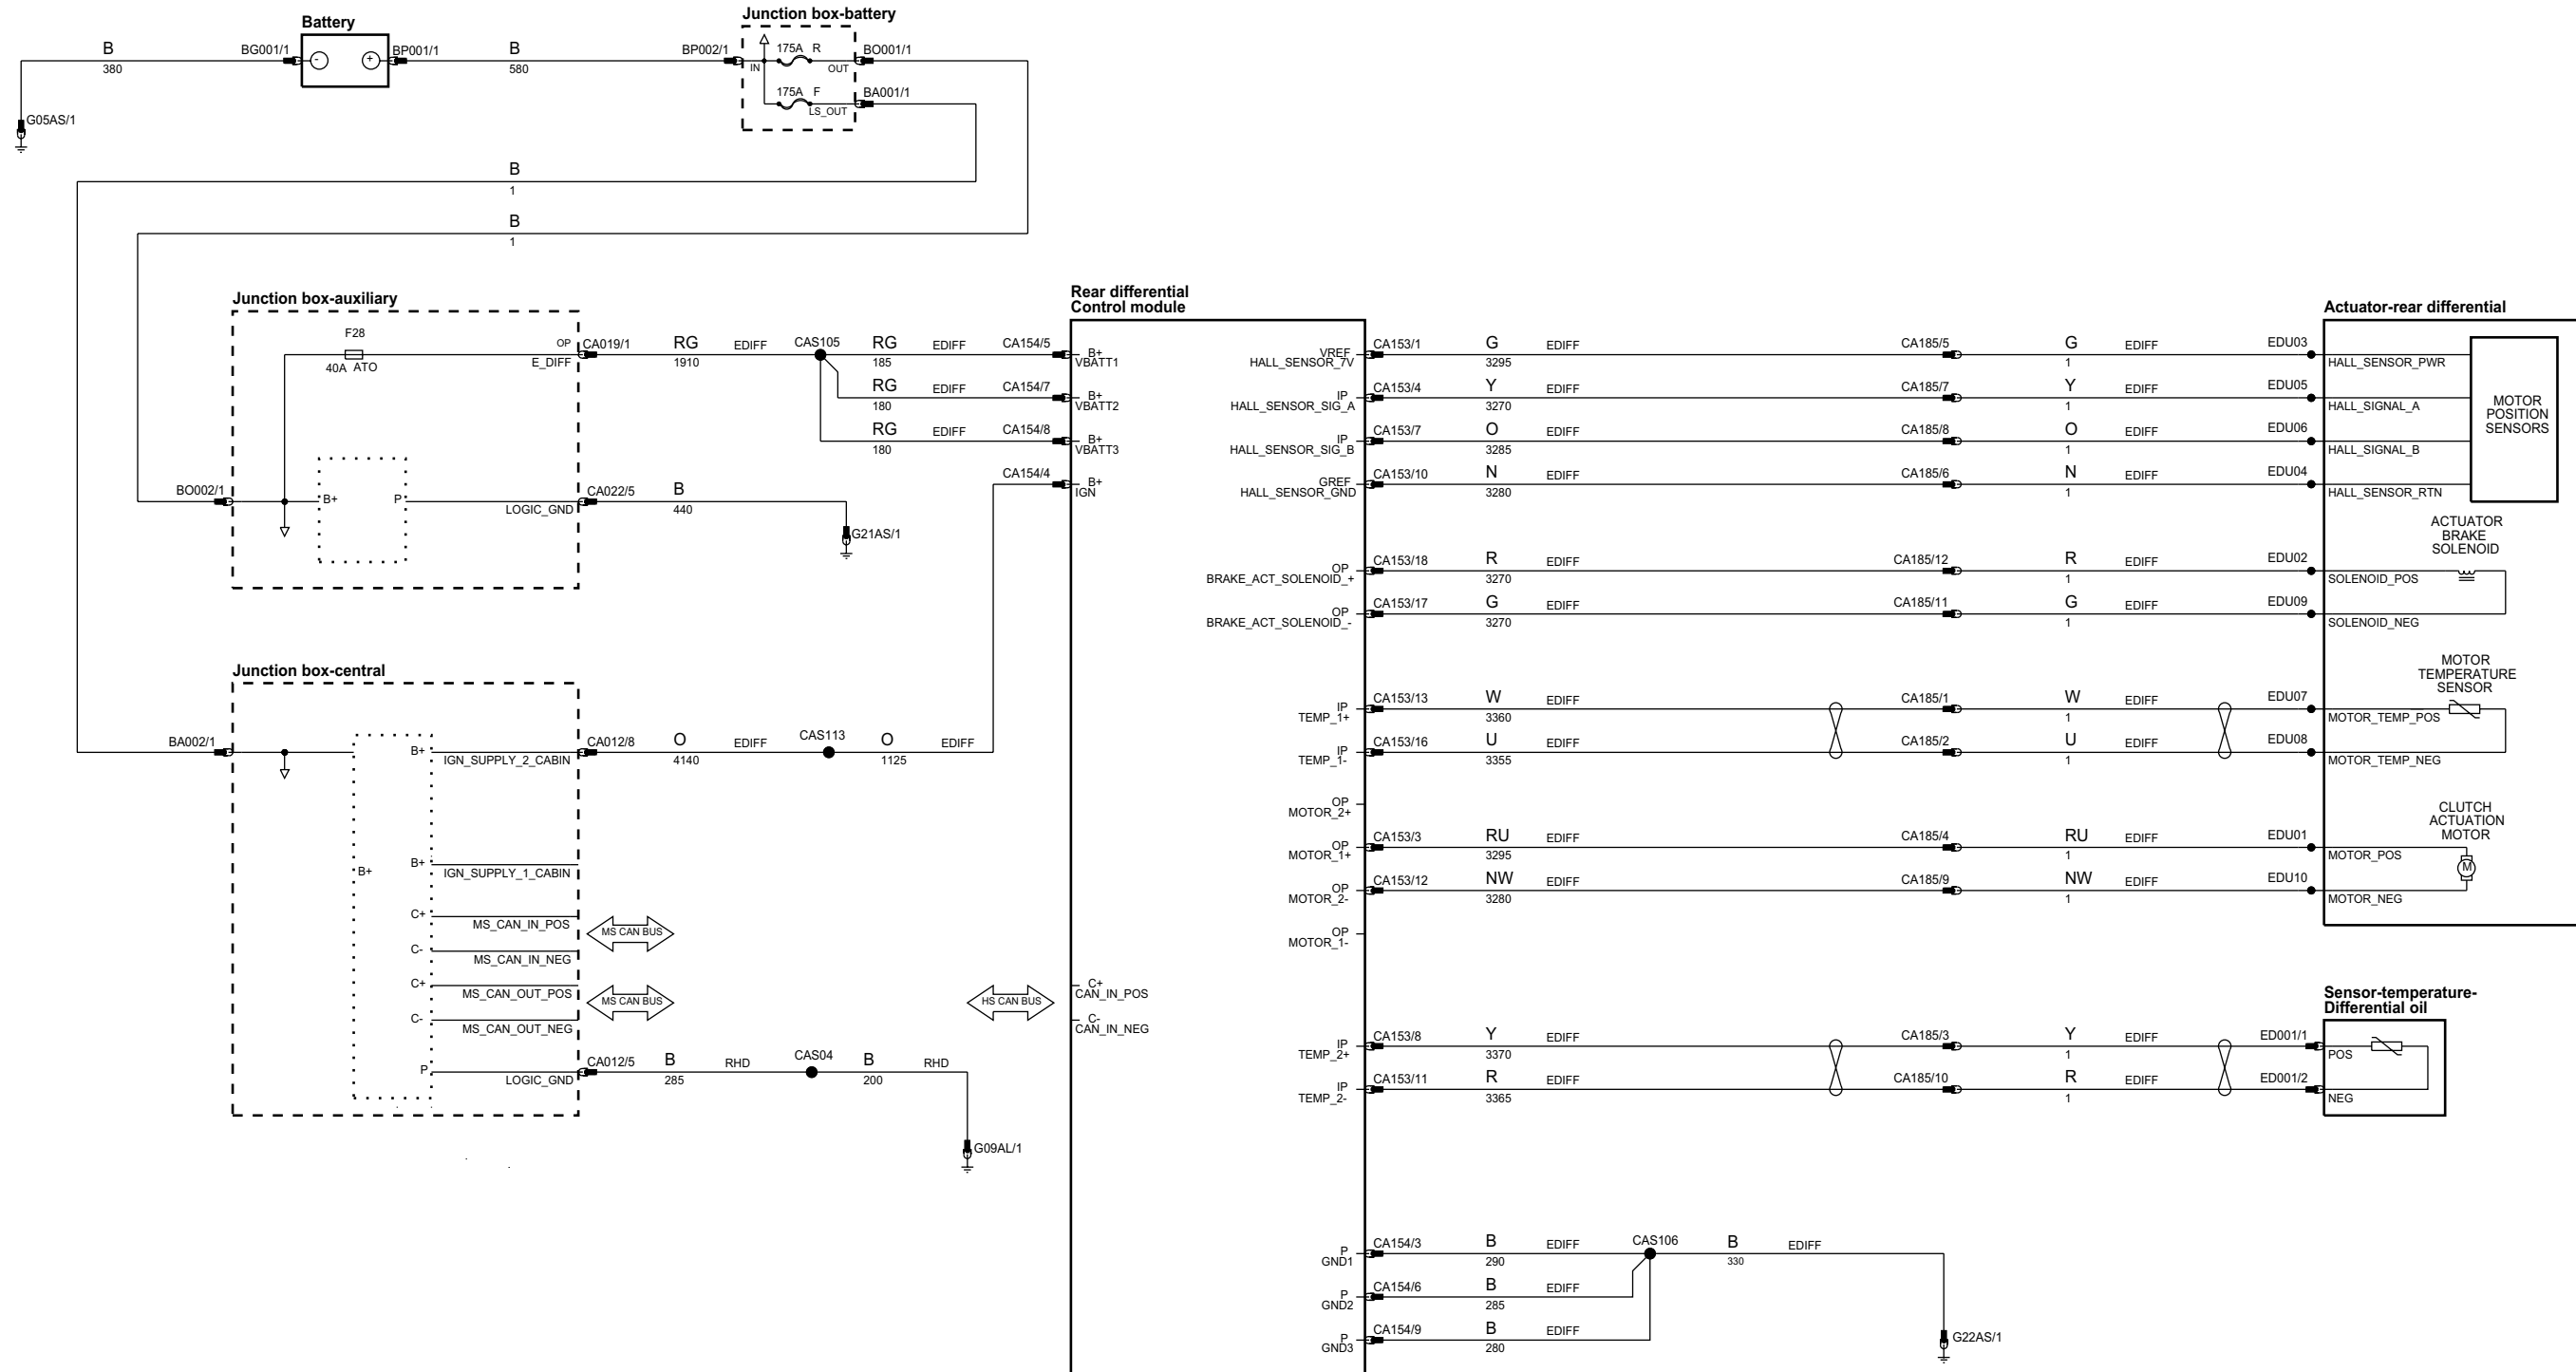 Battery
Junction box-battery
B
380
BG001/1
-
+
BP001/1
B
580
BP002/1
IN
175A R
OUT
BO001/1
175A F
LS_OUT
BA001/1
G05AS/1
B
1
B
1
Junction box-auxiliary
F28
40A ATO
OP
E_DIFF
CA019/1
RG
1910
EDIFF
CAS105
RG
185
EDIFF
CA154/5
RG
180
EDIFF
CA154/7
RG
180
EDIFF
CA154/8
CA154/4
BO002/1
B+
P
LOGIC_GND
CA022/5
B
440
G21AS/1
Junction box-central
BA002/1
B+
IGN_SUPPLY_2_CABIN
CA012/8
O
4140
EDIFF
CAS113
O
1125
EDIFF
B+
B+
IGN_SUPPLY_1_CABIN
C+
MS_CAN_IN_POS
C-
MS_CAN_IN_NEG
MS CAN BUS
C+
MS_CAN_OUT_POS
C-
MS_CAN_OUT_NEG
MS CAN BUS
P
LOGIC_GND
CA012/5
B
285
RHD
CAS04
B
200
RHD
G09AL/1
Rear differential
Control module
B+
VBATT1
B+
VBATT2
B+
VBATT3
B+
IGN
HS CAN BUS
C+
CAN_IN_POS
C-
CAN_IN_NEG
VREF
HALL_SENSOR_7V
CA153/1
G
3295
EDIFF
CA185/5
G
1
EDIFF
EDU03
IP
HALL_SENSOR_SIG_A
CA153/4
Y
3270
EDIFF
CA185/7
Y
1
EDIFF
EDU05
IP
HALL_SENSOR_SIG_B
CA153/7
O
3285
EDIFF
CA185/8
O
1
EDIFF
EDU06
GREF
HALL_SENSOR_GND
CA153/10
N
3280
EDIFF
CA185/6
N
1
EDIFF
EDU04
OP
BRAKE_ACT_SOLENOID_+
CA153/18
R
3270
EDIFF
CA185/12
R
1
EDIFF
EDU02
OP
BRAKE_ACT_SOLENOID_-
CA153/17
G
3270
EDIFF
CA185/11
G
1
EDIFF
EDU09
IP
TEMP_1+
CA153/13
W
3360
EDIFF
CA185/1
W
1
EDIFF
EDU07
IP
TEMP_1-
CA153/16
U
3355
EDIFF
CA185/2
U
1
EDIFF
EDU08
OP
MOTOR_2+
OP
MOTOR_1+
CA153/3
RU
3295
EDIFF
CA185/4
RU
1
EDIFF
EDU01
OP
MOTOR_2-
CA153/12
NW
3280
EDIFF
CA185/9
NW
1
EDIFF
EDU10
OP
MOTOR_1-
IP
TEMP_2+
CA153/8
Y
3370
EDIFF
CA185/3
Y
1
EDIFF
ED001/1
IP
TEMP_2-
CA153/11
R
3365
EDIFF
CA185/10
R
1
EDIFF
ED001/2
P
GND1
CA154/3
B
290
EDIFF
CAS106
B
330
EDIFF
P
GND2
CA154/6
B
285
EDIFF
P
GND3
CA154/9
B
280
EDIFF
G22AS/1
Actuator-rear differential
HALL_SENSOR_PWR
HALL_SIGNAL_A
HALL_SIGNAL_B
HALL_SENSOR_RTN
MOTOR
POSITION
SENSORS
ACTUATOR
BRAKE
SOLENOID
SOLENOID_POS
SOLENOID_NEG
MOTOR
TEMPERATURE
SENSOR
MOTOR_TEMP_POS
MOTOR_TEMP_NEG
CLUTCH
ACTUATION
MOTOR
MOTOR_POS
M
MOTOR_NEG
Sensor-temperature-
Differential oil
POS
NEG